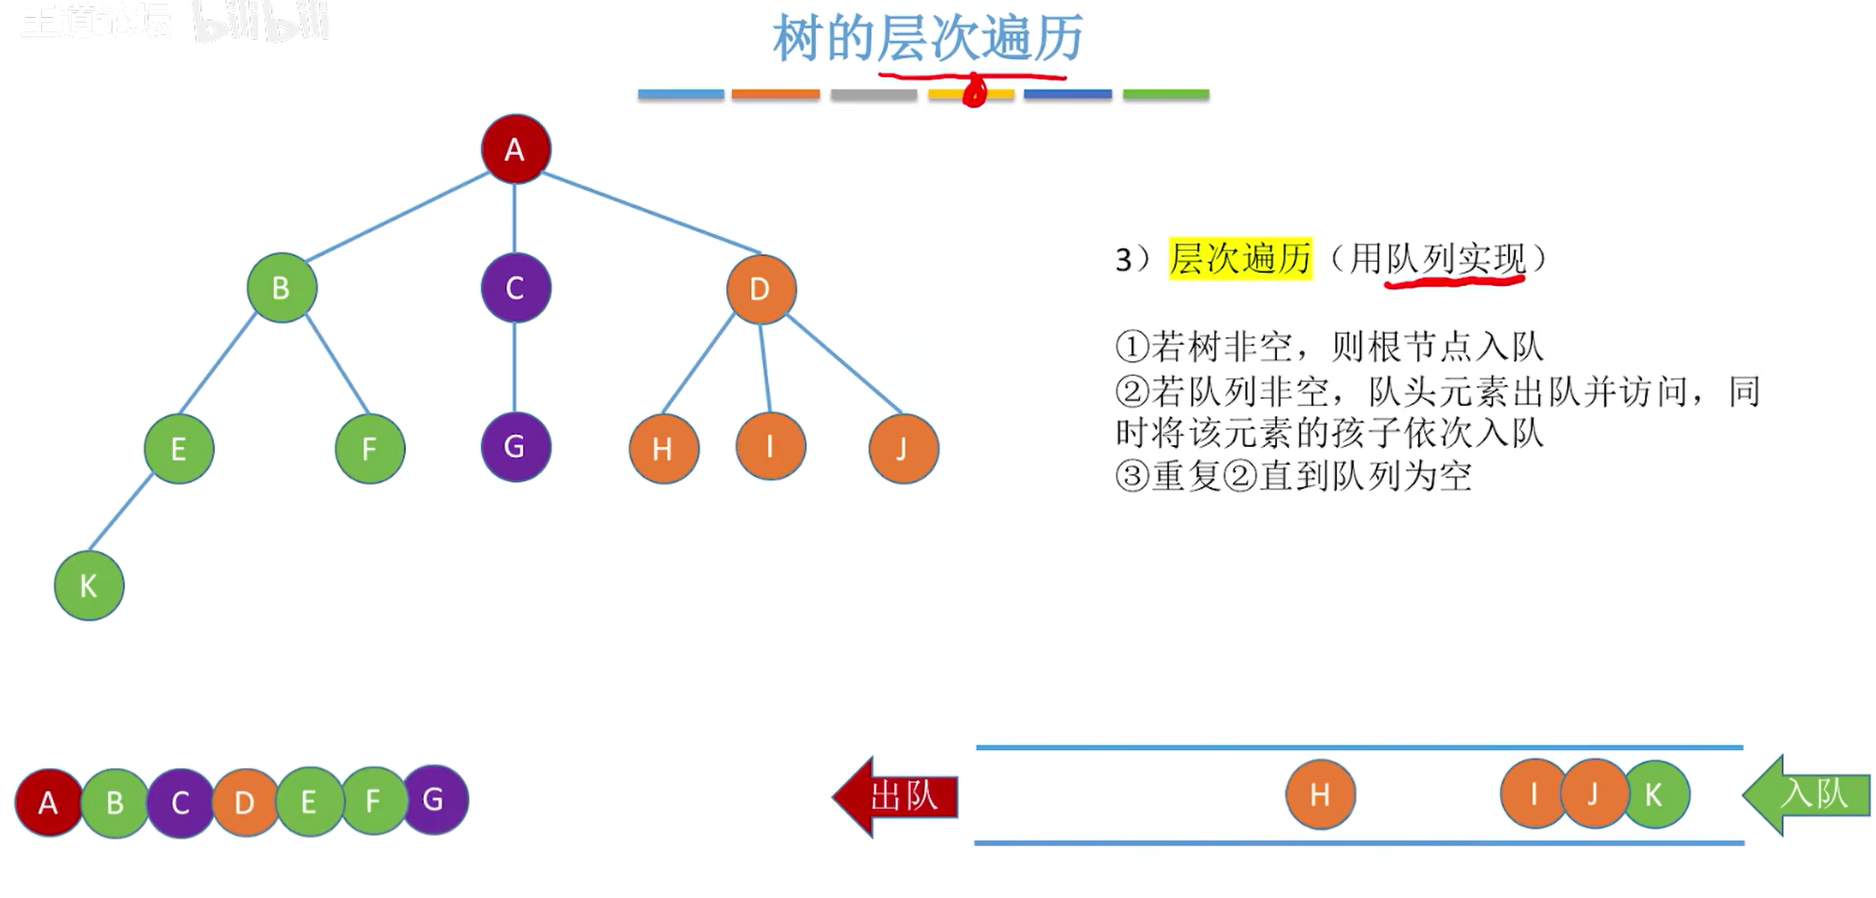 王道论坛 bilibili
树的层次遍历
A
B C D
E F G H I J
K
3）层次遍历（用队列实现）
①若树非空，则根节点入队
②若队列非空，队头元素出队并访问，同
时将该元素的孩子依次入队
③重复②直到队列为空
A B C D E F G
出队
H I J K
入队